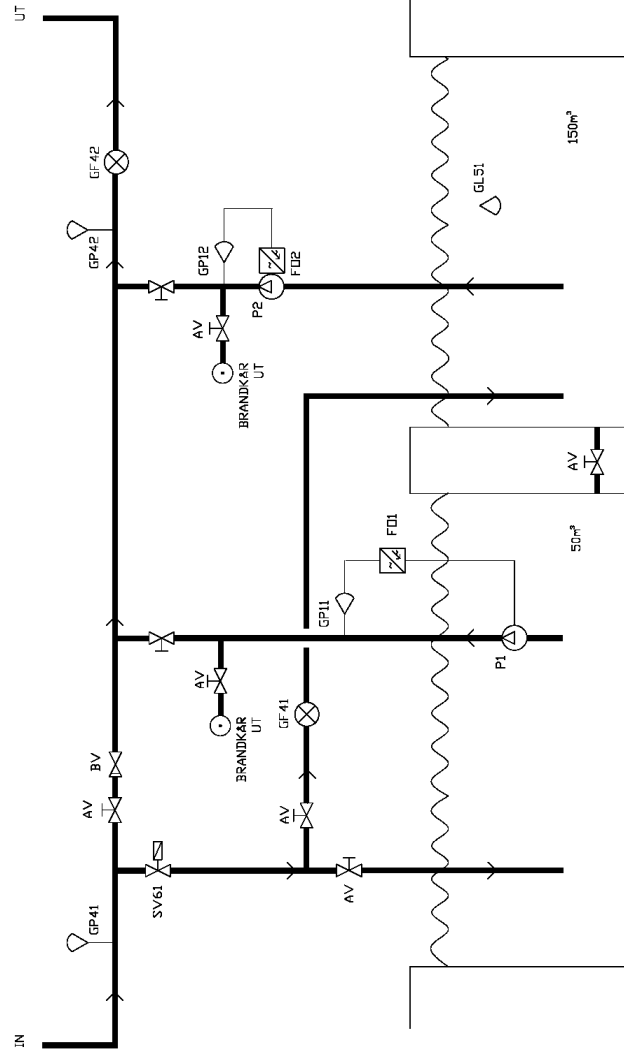 IN
UT
GP41
AV
BV
GP42
GF42
SV61
AV
AV
GF41
AV
BRANDKAR
UT
GP11
FO1
P1
AV
BRANDKAR
UT
GP12
P2
FO2
50m³
AV
GL51
150m³